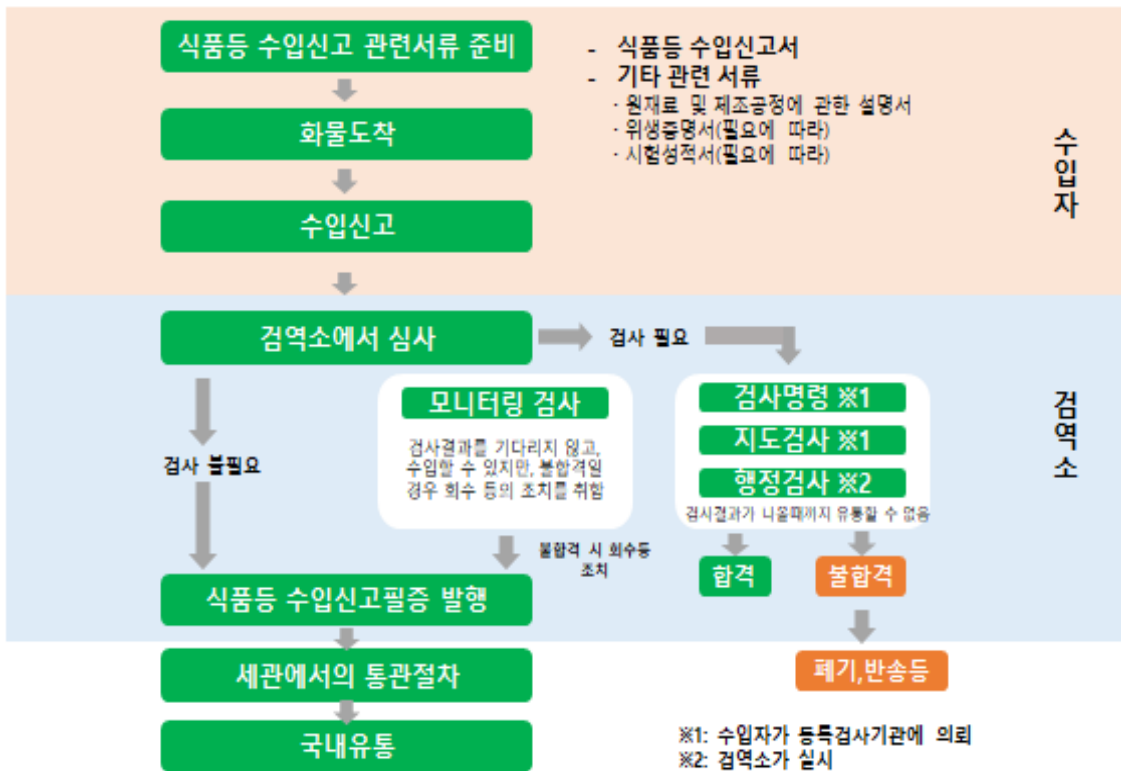 식품등 수입신고 관련서류 준비
- 식품등 수입신고서
- 기타 관련 서류
· 원재료 및 제조공정에 관한 설명서
· 위생증명서(필요에 따라)
· 시험성적서(필요에 따라)
화물도착
수입신고
수입자
검역소에서 심사
검사 필요
검사 불필요
모니터링 검사
검사결과를 기다리지 않고,
수입할 수 있지만, 불합격일
경우 회수 등의 조치를 취함
검사명령 ※1
지도검사 ※1
행정검사 ※2
검사결과가 나올때까지 유통할 수 없음
검역소
불합격 시 회수등
조치
합격
불합격
식품등 수입신고필증 발행
세관에서의 통관절차
폐기,반송등
국내유통
※1: 수입자가 등록검사기관에 의뢰
※2: 검역소가 실시